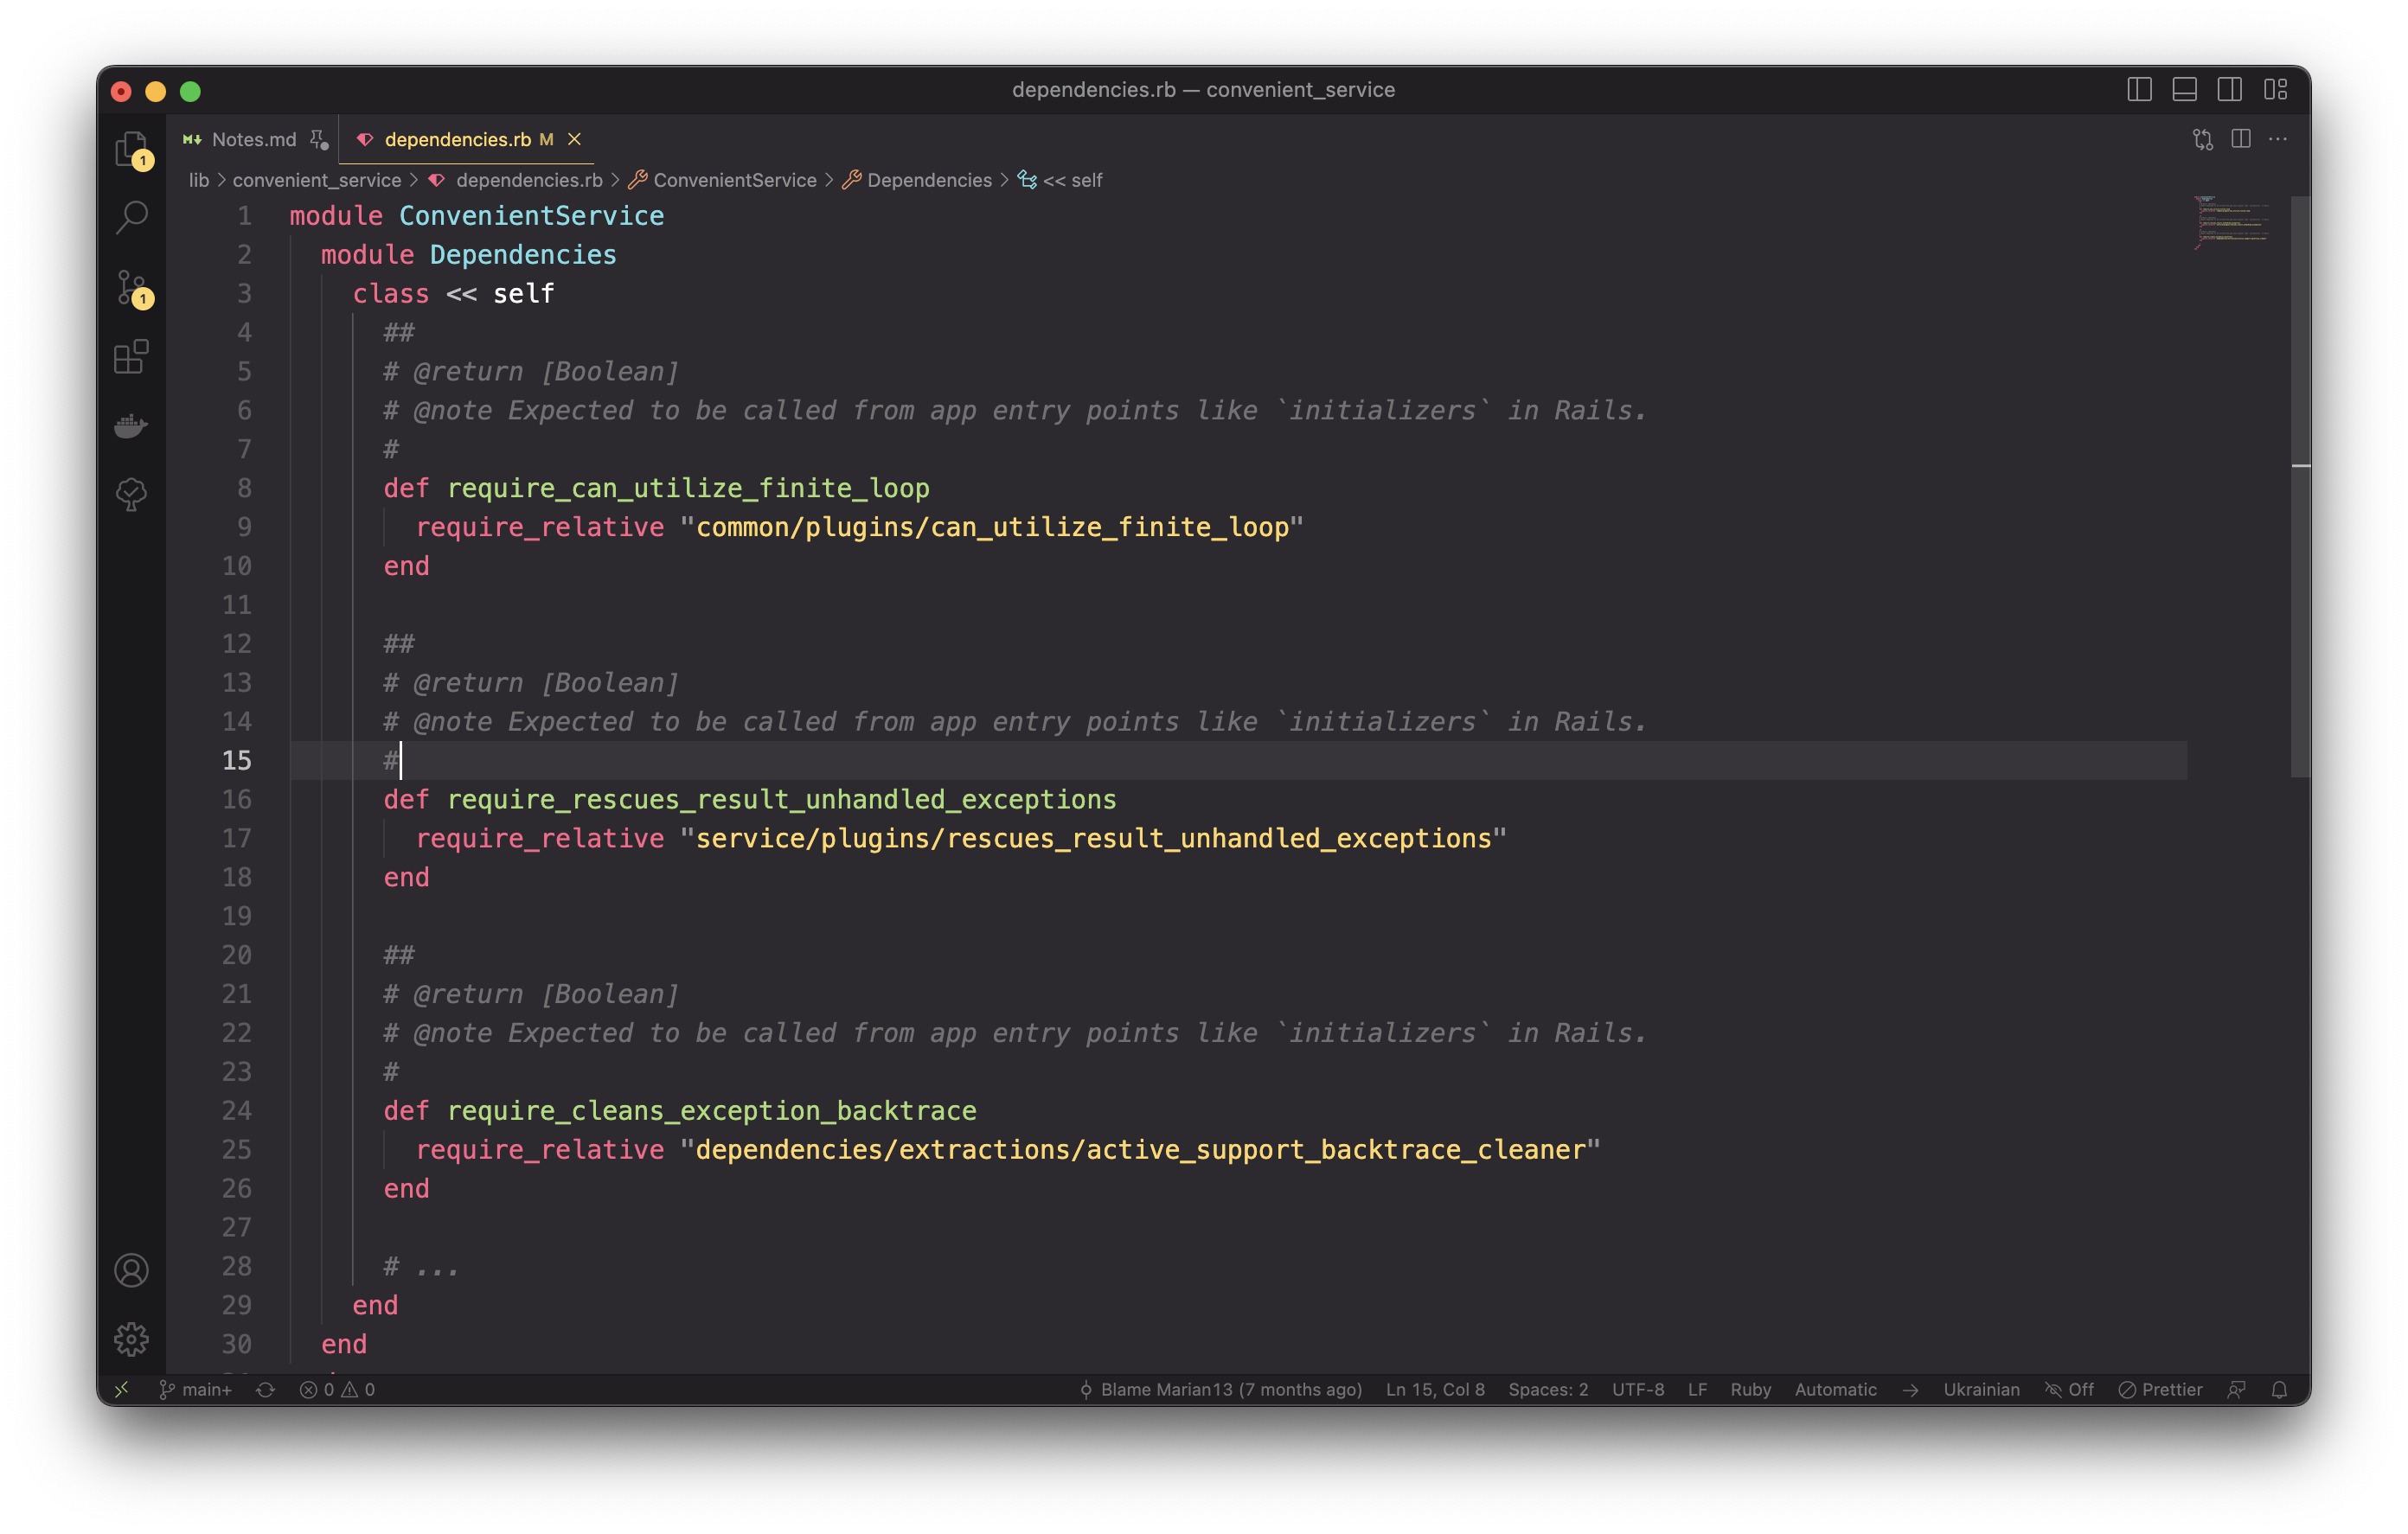 dependencies.rb — convenient_service
Notes.md
dependencies.rb M
lib > convenient_service > dependencies.rb > ConvenientService > Dependencies > << self
1 module ConvenientService
2 module Dependencies
3 class << self
4 ##
5 # @return [Boolean]
6 # @note Expected to be called from app entry points like `initializers` in Rails.
7 #
8 def require_can_utilize_finite_loop
9 require_relative "common/plugins/can_utilize_finite_loop"
10 end
11
12 ##
13 # @return [Boolean]
14 # @note Expected to be called from app entry points like `initializers` in Rails.
15 #
16 def require_rescues_result_unhandled_exceptions
17 require_relative "service/plugins/rescues_result_unhandled_exceptions"
18 end
19
20 ##
21 # @return [Boolean]
22 # @note Expected to be called from app entry points like `initializers` in Rails.
23 #
24 def require_cleans_exception_backtrace
25 require_relative "dependencies/extractions/active_support_backtrace_cleaner"
26 end
27
28 # ...
29 end
30 end
1
1
main+ 0 0 Blame Marian13 (7 months ago) Ln 15, Col 8 Spaces: 2 UTF-8 LF Ruby Automatic Ukrainian Off Prettier